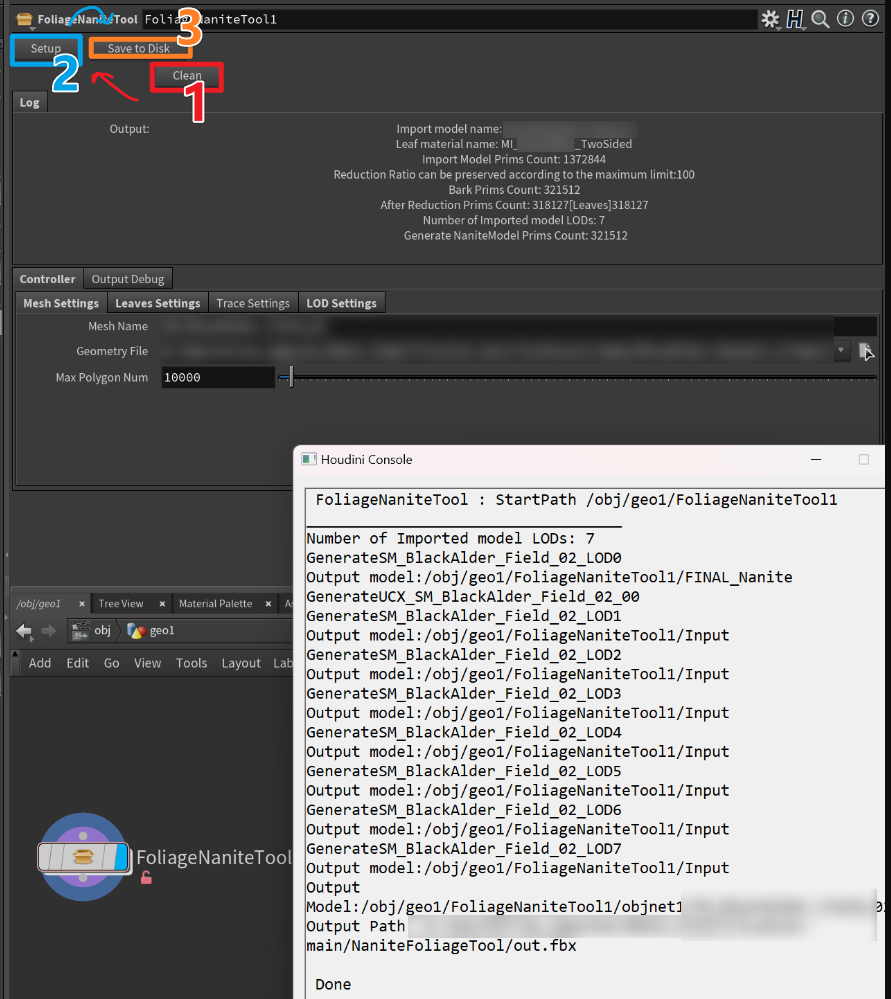 FoliageNaniteTool FoliageNaniteTool1
Setup Save to Disk
3
2
Clean
1
Log
Output:
Import model name:
Leaf material name: MI_ _TwoSided
Import Model Prims Count: 1372844
Reduction Ratio can be preserved according to the maximum limit:100
Bark Prims Count: 321512
After Reduction Prims Count: 318127[Leaves]318127
Number of Imported model LODs: 7
Generate NaniteModel Prims Count: 321512
Controller Output Debug
Mesh Settings Leaves Settings Trace Settings LOD Settings
Mesh Name
Geometry File
Max Polygon Num 10000
Houdini Console
FoliageNaniteTool : StartPath /obj/geo1/FoliageNaniteTool1
Number of Imported model LODs: 7
GenerateSM_BlackAlder_Field_02_LOD0
Output model:/obj/geo1/FoliageNaniteTool1/FINAL_Nanite
GenerateUCX_SM_BlackAlder_Field_02_00
GenerateSM_BlackAlder_Field_02_LOD1
Output model:/obj/geo1/FoliageNaniteTool1/Input
GenerateSM_BlackAlder_Field_02_LOD2
Output model:/obj/geo1/FoliageNaniteTool1/Input
GenerateSM_BlackAlder_Field_02_LOD3
Output model:/obj/geo1/FoliageNaniteTool1/Input
GenerateSM_BlackAlder_Field_02_LOD4
Output model:/obj/geo1/FoliageNaniteTool1/Input
GenerateSM_BlackAlder_Field_02_LOD5
Output model:/obj/geo1/FoliageNaniteTool1/Input
GenerateSM_BlackAlder_Field_02_LOD6
Output model:/obj/geo1/FoliageNaniteTool1/Input
GenerateSM_BlackAlder_Field_02_LOD7
Output model:/obj/geo1/FoliageNaniteTool1/Input
Output
Model:/obj/geo1/FoliageNaniteTool1/objnet1
Output Path
main/NaniteFoliageTool/out.fbx
Done
/obj/geo1 Tree View Material Palette
obj geo1
Add Edit Go View Tools Layout Lab
FoliageNaniteTool